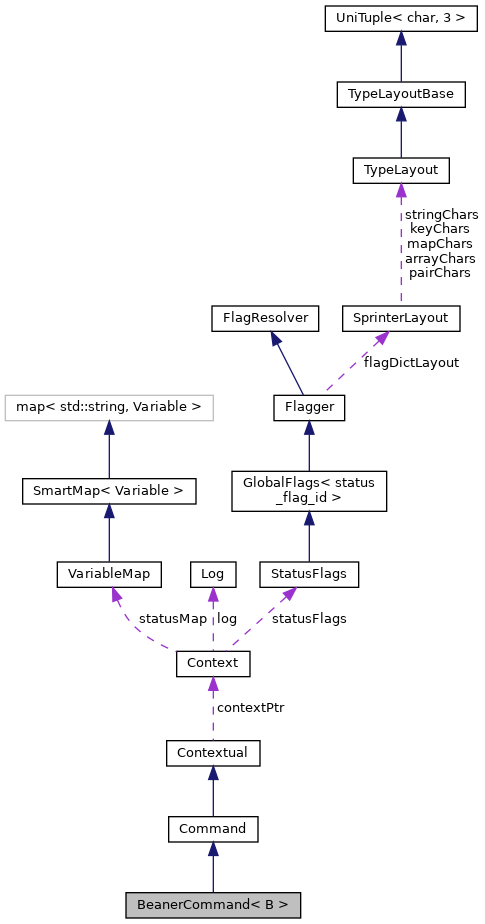 UniTuple< char, 3 >
TypeLayoutBase
TypeLayout
stringChars
keyChars
mapChars
arrayChars
pairChars
FlagResolver
SprinterLayout
flagDictLayout
map< std::string, Variable >
Flagger
SmartMap< Variable >
GlobalFlags< status
_flag_id >
VariableMap
Log
StatusFlags
statusMap
log
statusFlags
Context
contextPtr
Contextual
Command
BeanerCommand< B >